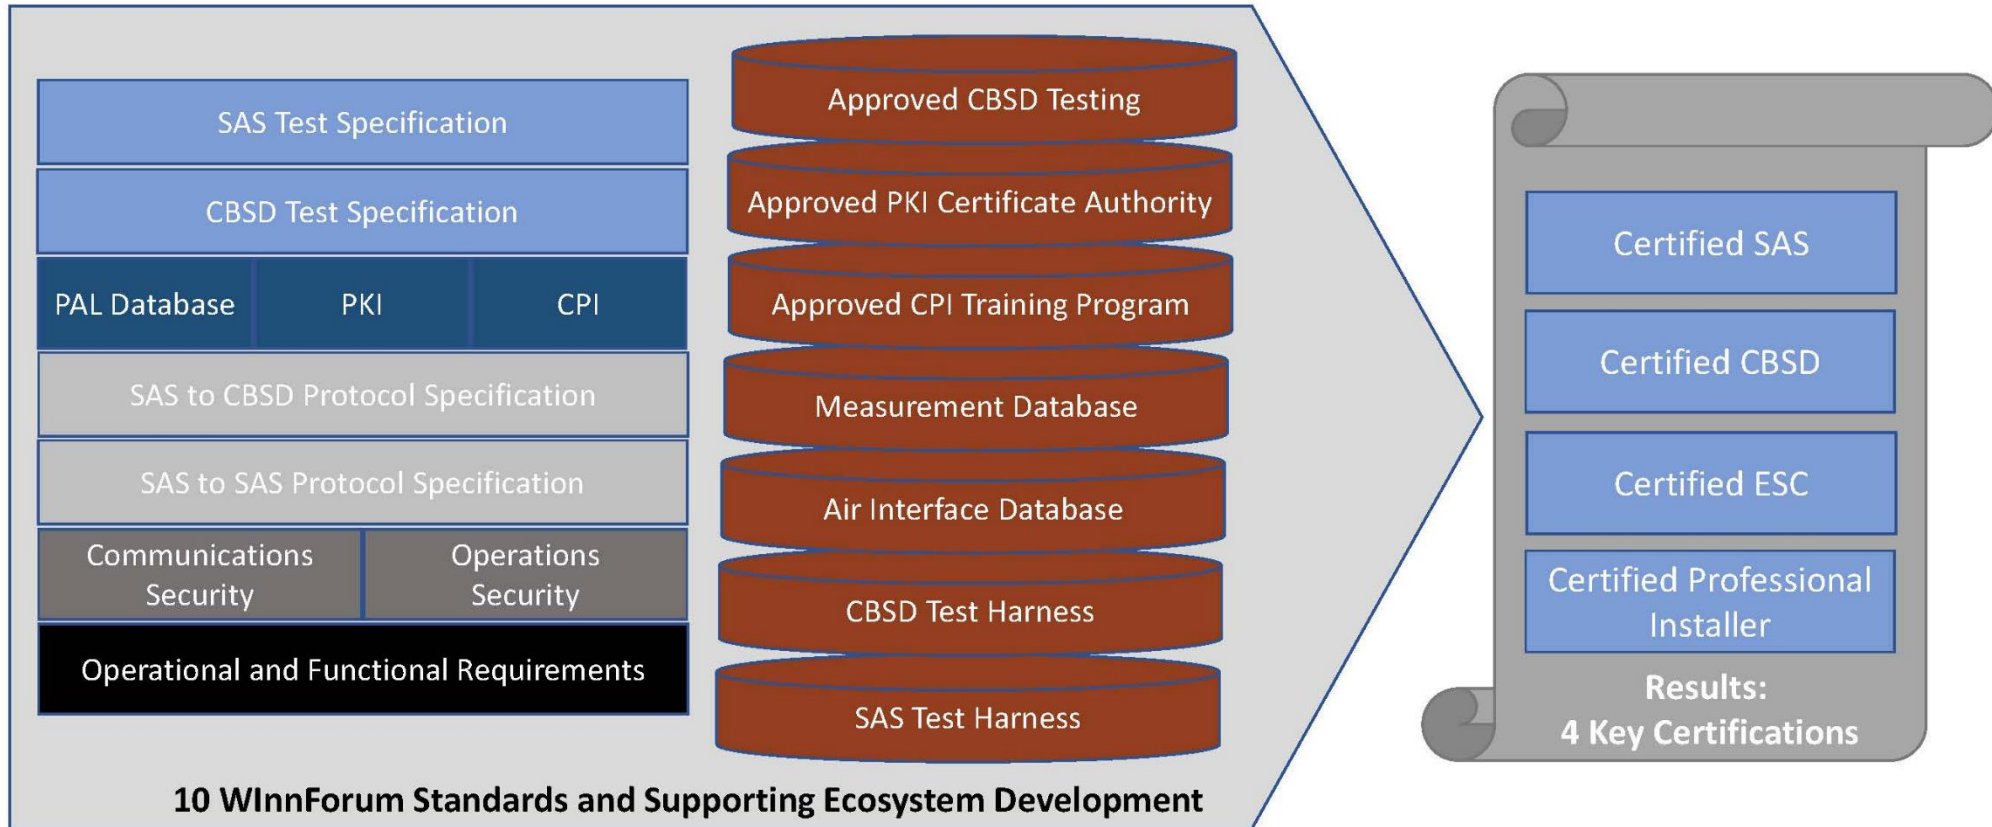 SAS Test Specification
CBSD Test Specification
PAL Database
PKI
CPI
SAS to CBSD Protocol Specification
SAS to SAS Protocol Specification
Communications
Security
Operations
Security
Operational and Functional Requirements
Approved CBSD Testing
Approved PKI Certificate Authority
Approved CPI Training Program
Measurement Database
Air Interface Database
CBSD Test Harness
SAS Test Harness
10 WInnForum Standards and Supporting Ecosystem Development
Certified SAS
Certified CBSD
Certified ESC
Certified Professional
Installer
Results:
4 Key Certifications